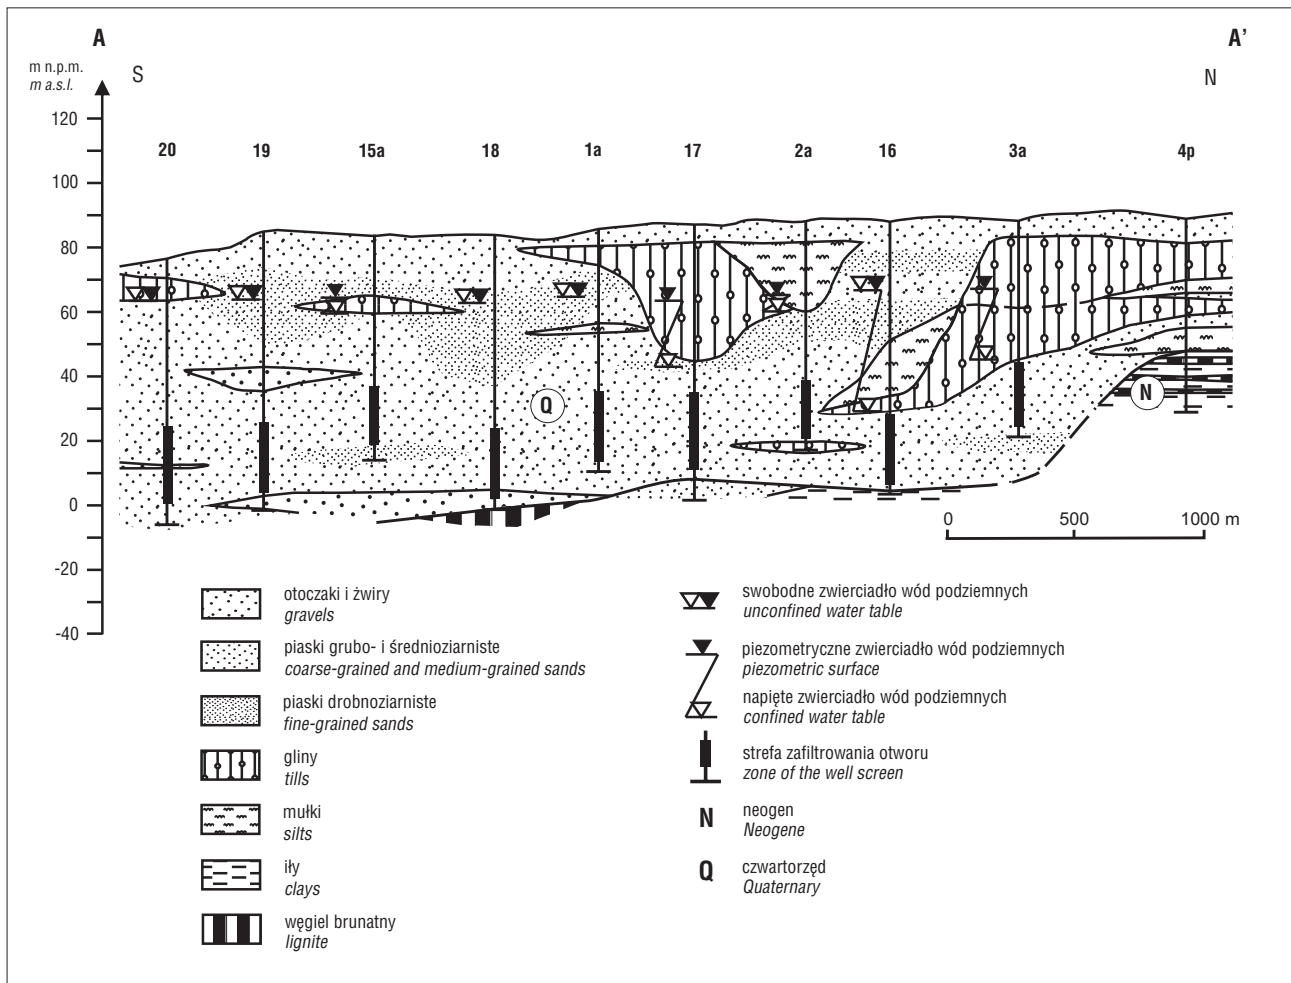 A A’
m n.p.m.
m a.s.l.
S N
120
100
80
60
40
20
0
-20
-40
20 19 15a 18 1a 17 2a 16 3a 4p
Q
N
0 500 1000 m
otoczaki i żwiry
gravels
piaski grubo- i średnioziarniste
coarse-grained and medium-grained sands
piaski drobnoziarniste
fine-grained sands
gliny
tills
mułki
silts
iły
clays
węgiel brunatny
lignite
swobodne zwierciadło wód podziemnych
unconfined water table
piezometryczne zwierciadło wód podziemnych
piezometric surface
napięte zwierciadło wód podziemnych
confined water table
strefa zafiltrowania otworu
zone of the well screen
N neogen
Neogene
Q czwartorzęd
Quaternary